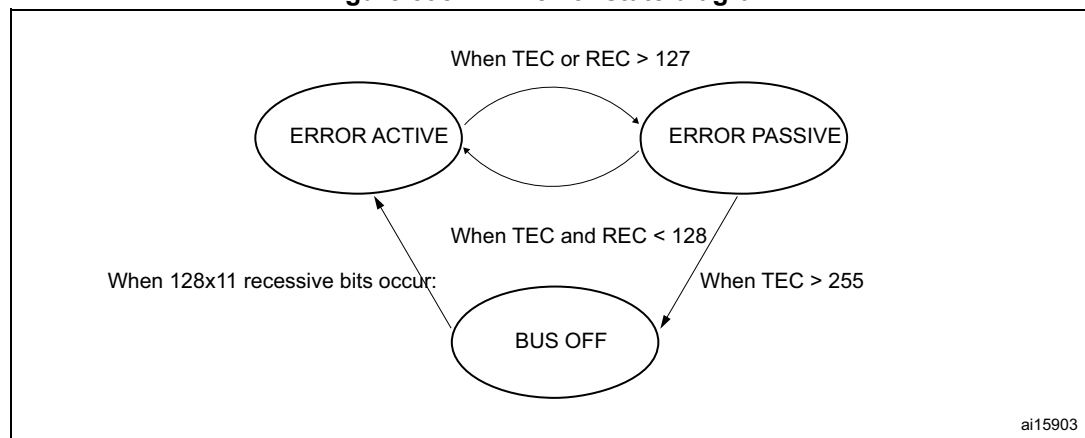 When TEC or REC > 127
ERROR ACTIVE
ERROR PASSIVE
When TEC and REC < 128
When 128x11 recessive bits occur:
When TEC > 255
BUS OFF
ai15903